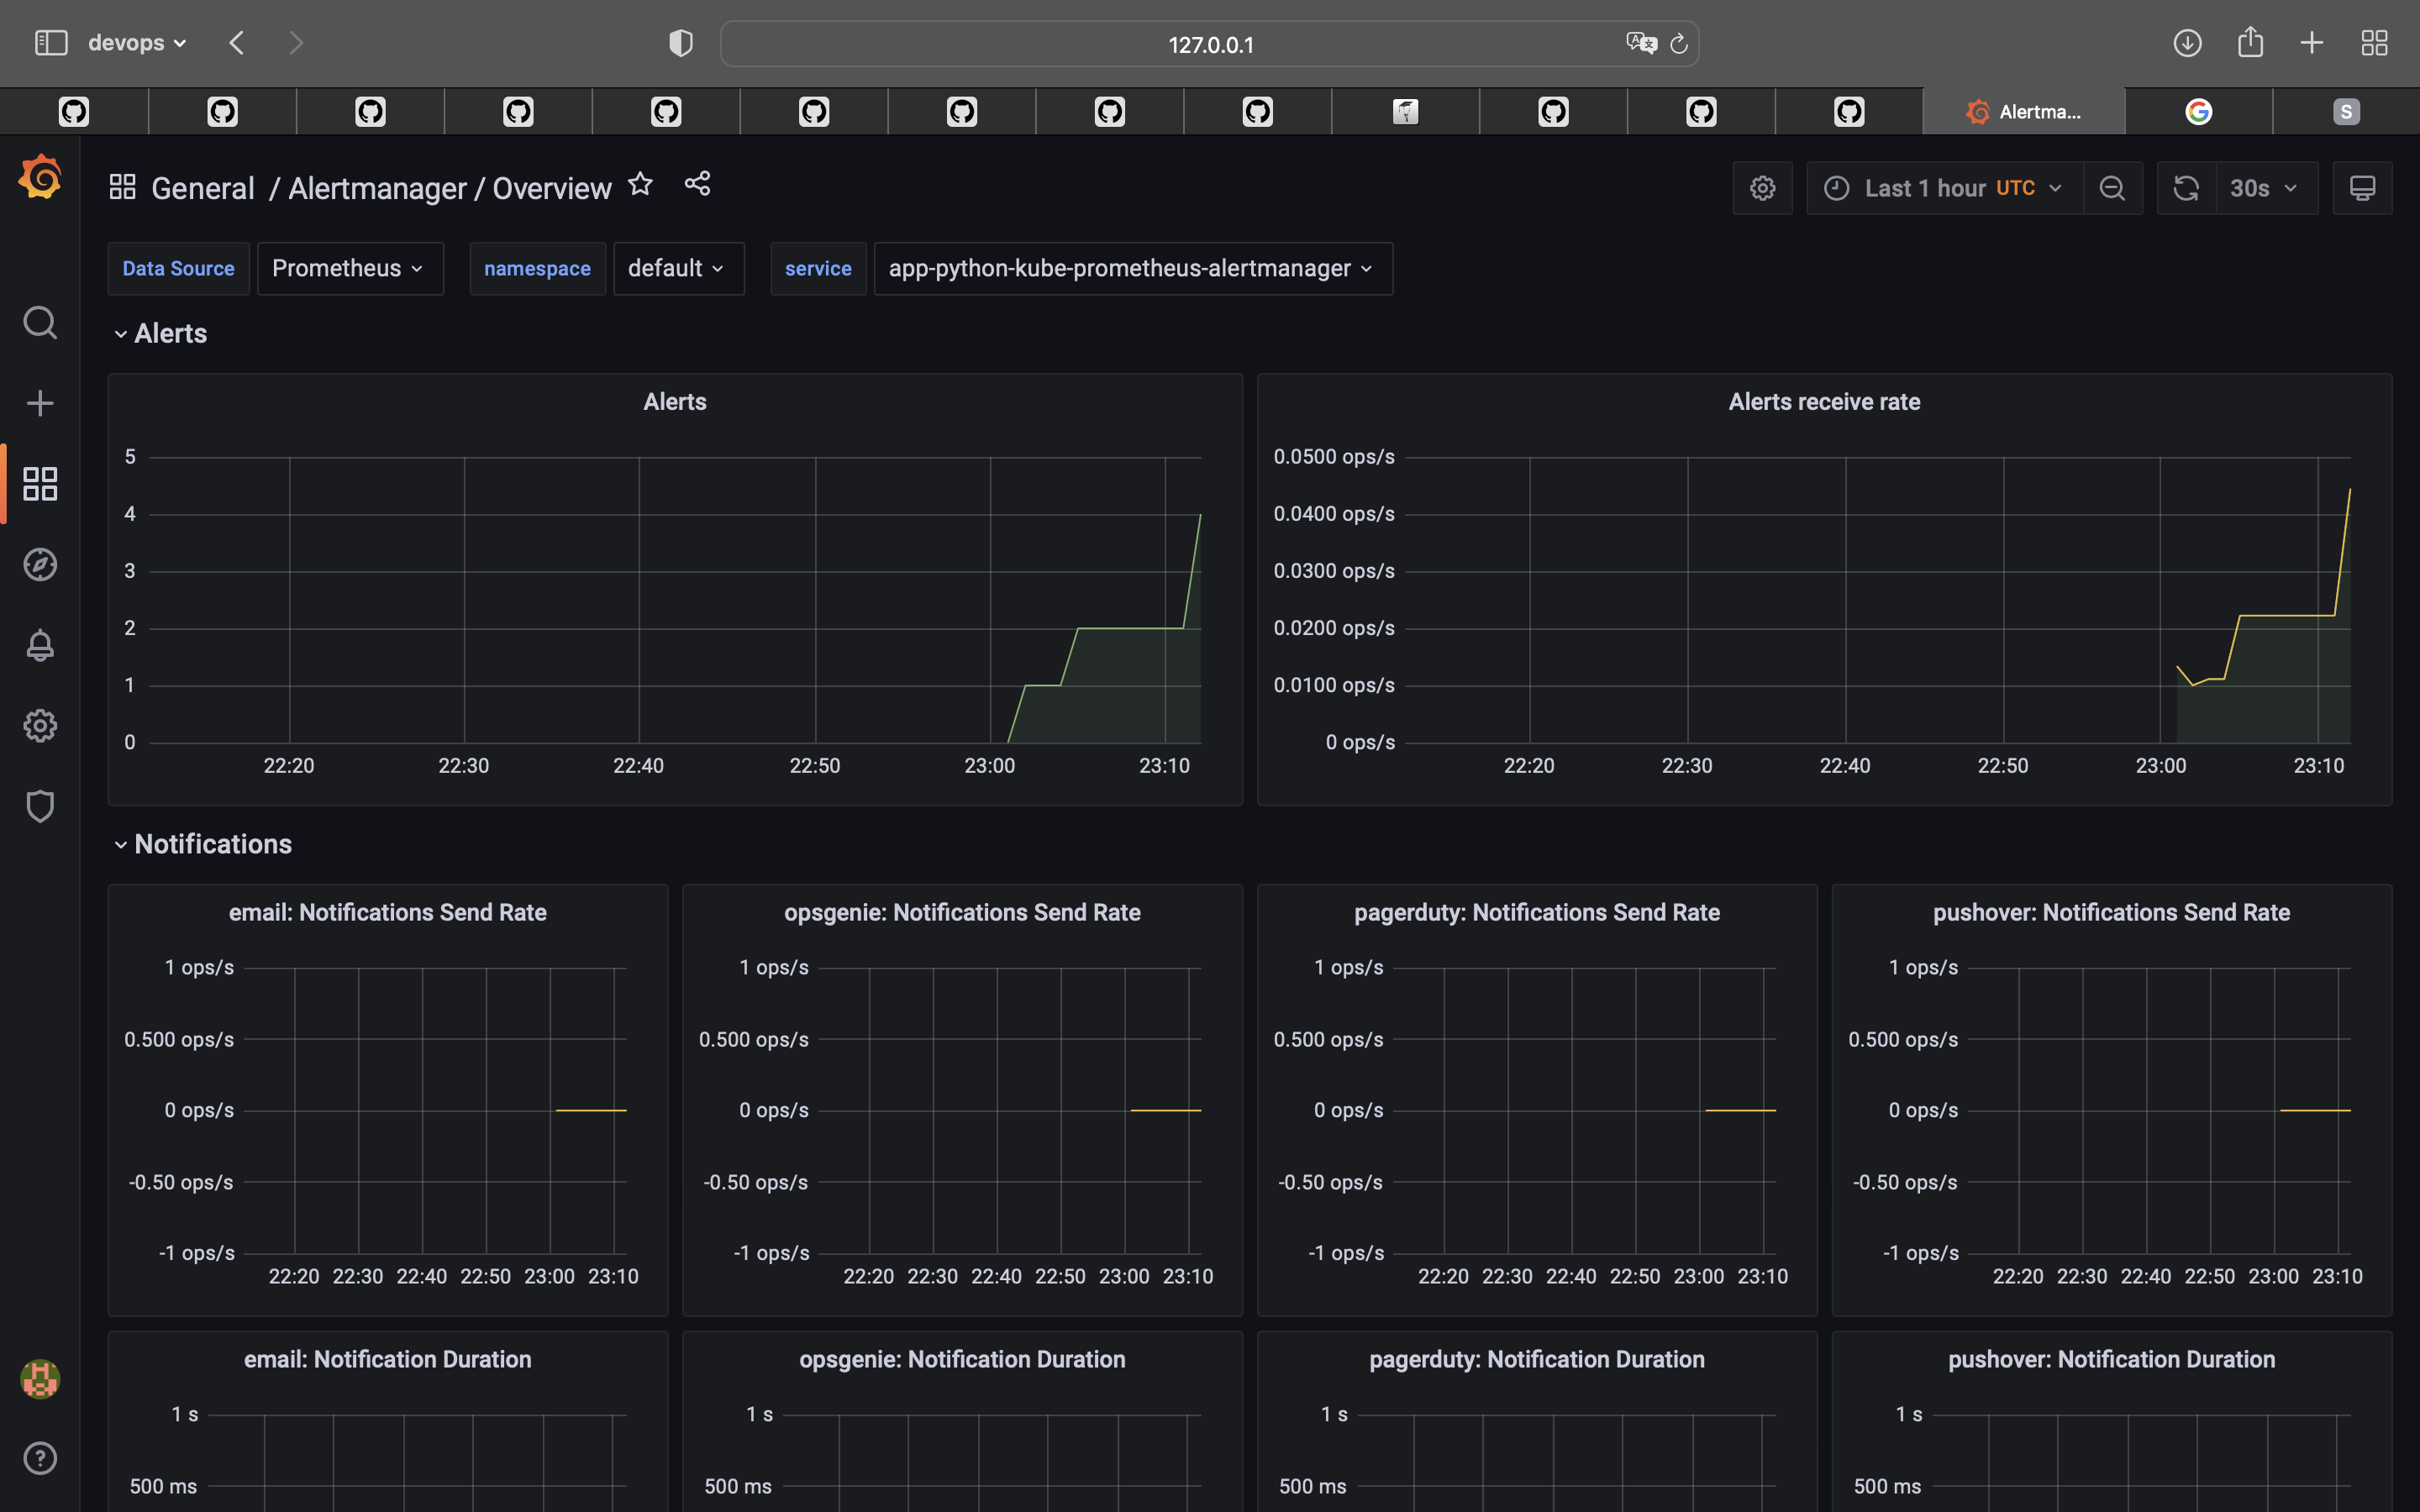 devops
127.0.0.1
Alertma...
S
General / Alertmanager / Overview
Last 1 hour UTC
30s
Data Source Prometheus namespace default service app-python-kube-prometheus-alertmanager
Alerts
Alerts
5
4
3
2
1
0
22:20 22:30 22:40 22:50 23:00 23:10
Alerts receive rate
0.0500 ops/s
0.0400 ops/s
0.0300 ops/s
0.0200 ops/s
0.0100 ops/s
0 ops/s
22:20 22:30 22:40 22:50 23:00 23:10
Notifications
email: Notifications Send Rate
1 ops/s
0.500 ops/s
0 ops/s
-0.50 ops/s
-1 ops/s
22:20 22:30 22:40 22:50 23:00 23:10
opsgenie: Notifications Send Rate
1 ops/s
0.500 ops/s
0 ops/s
-0.50 ops/s
-1 ops/s
22:20 22:30 22:40 22:50 23:00 23:10
pagerduty: Notifications Send Rate
1 ops/s
0.500 ops/s
0 ops/s
-0.50 ops/s
-1 ops/s
22:20 22:30 22:40 22:50 23:00 23:10
pushover: Notifications Send Rate
1 ops/s
0.500 ops/s
0 ops/s
-0.50 ops/s
-1 ops/s
22:20 22:30 22:40 22:50 23:00 23:10
email: Notification Duration
1 s
500 ms
opsgenie: Notification Duration
1 s
500 ms
pagerduty: Notification Duration
1 s
500 ms
pushover: Notification Duration
1 s
500 ms